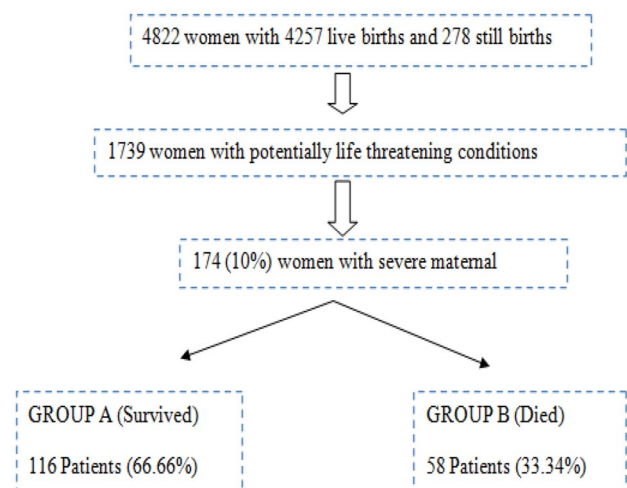 4822 women with 4257 live births and 278 still births
1739 women with potentially life threatening conditions
174 (10%) women with severe maternal
GROUP A (Survived)
116 Patients (66.66%)
GROUP B (Died)
58 Patients (33.34%)